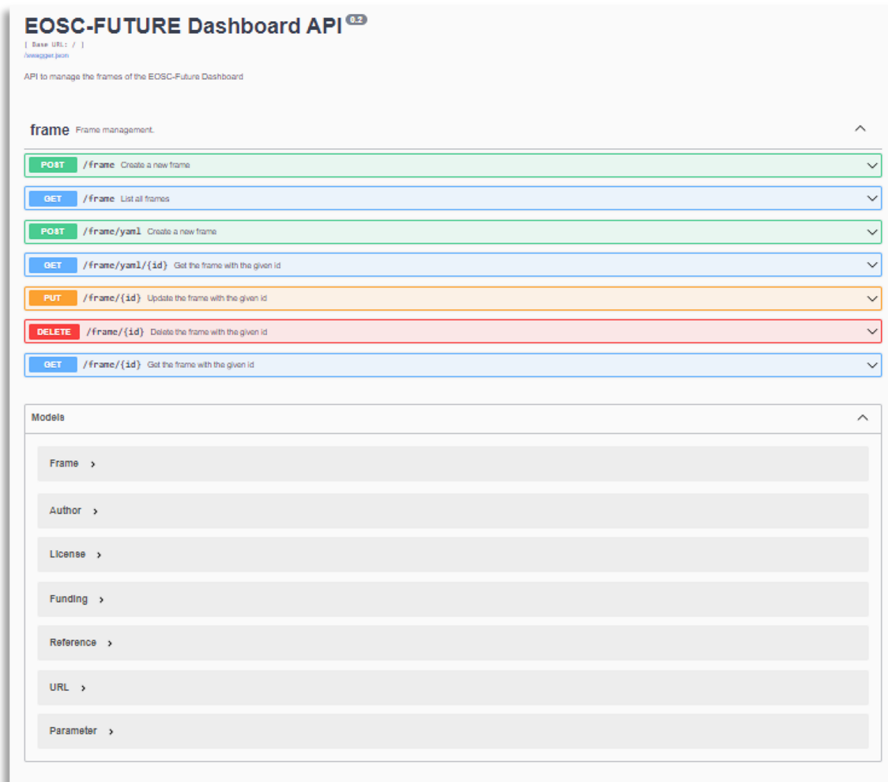 EOSC-FUTURE Dashboard API 0.2
[ Base URL: / ]
/swagger.json
API to manage the frames of the EOSC-Future Dashboard
frame Frame management.
POST /frame Create a new frame
GET /frame List all frames
POST /frame/yaml Create a new frame
GET /frame/yaml/{id} Get the frame with the given id
PUT /frame/{id} Update the frame with the given id
DELETE /frame/{id} Delete the frame with the given id
GET /frame/{id} Get the frame with the given id
Models
Frame
Author
License
Funding
Reference
URL
Parameter